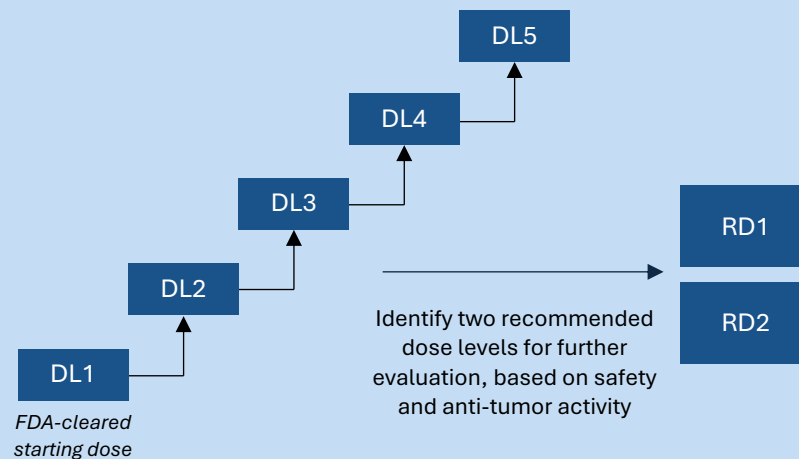 DL5
DL4
DL3
DL2
DL1
FDA-cleared
starting dose
Identify two recommended
dose levels for further
evaluation, based on safety
and anti-tumor activity
RD1
RD2